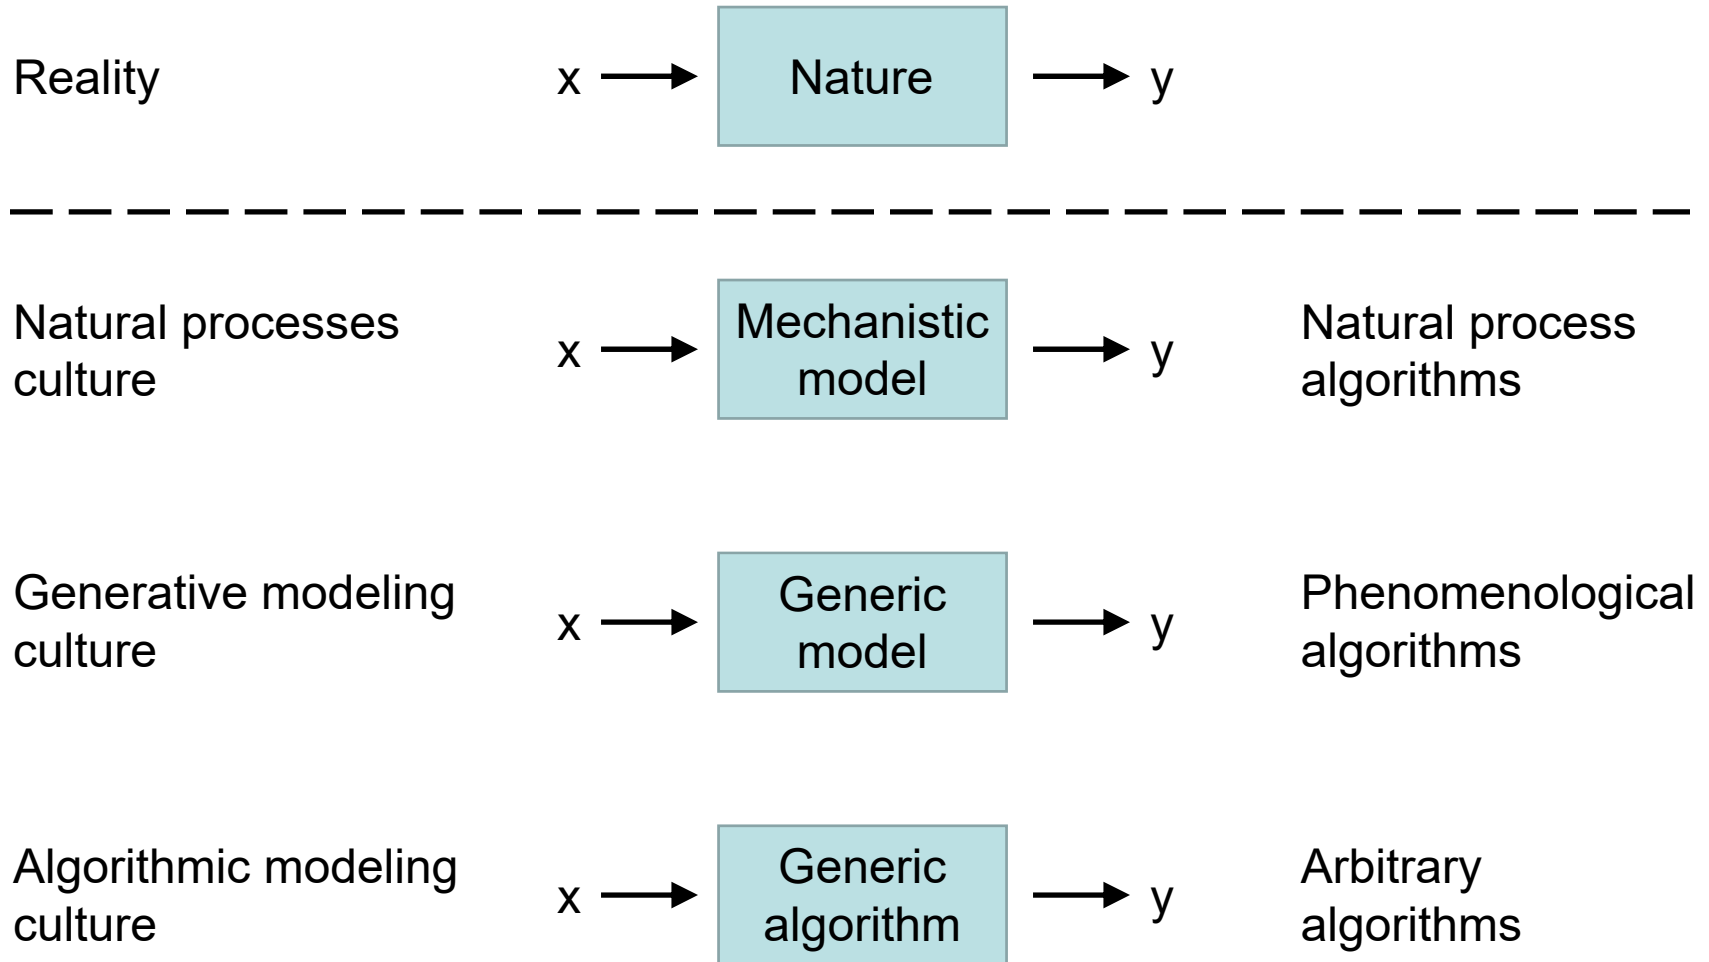 Reality
x
Nature
y
Natural processes
culture
x
Mechanistic
model
y
Natural process
algorithms
Generative modeling
culture
x
Generic
model
y
Phenomenological
algorithms
Algorithmic modeling
culture
x
Generic
algorithm
y
Arbitrary
algorithms